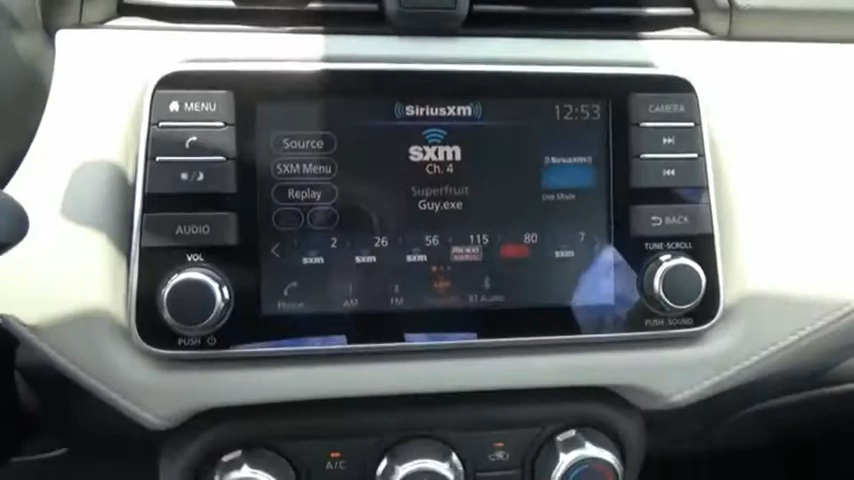 MENU
SiriusXM
12:53
CAMERA
Source
sxm
SXM Menu
Ch. 4
SiriusXM
Replay
Superfruit
Live Mode
Guy.exe
AUDIO
BACK
2 26 56 115 80 7
VOL
TUNE·SCROLL
sxm sxm sxm sxm
Phone AM FM BT Audio
PUSH
PUSH SOUND
A/C